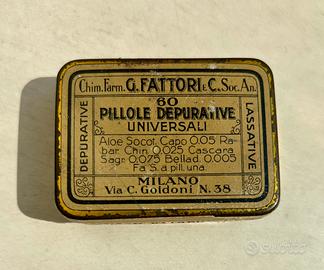 Chim. Farm. G. FATTORI & C. Soc. An.
60
PILLOLE DEPURATIVE
UNIVERSALI
Aloe Socot. Capo 0.05 Ra-
bar. Chin 0.025 Cascara
Sagr. 0.075 Bellad. 0.005
F. a S. a pill. una.
MILANO
Via C. Goldoni N. 38
DEPURATIVE
LASSATIVE
subito